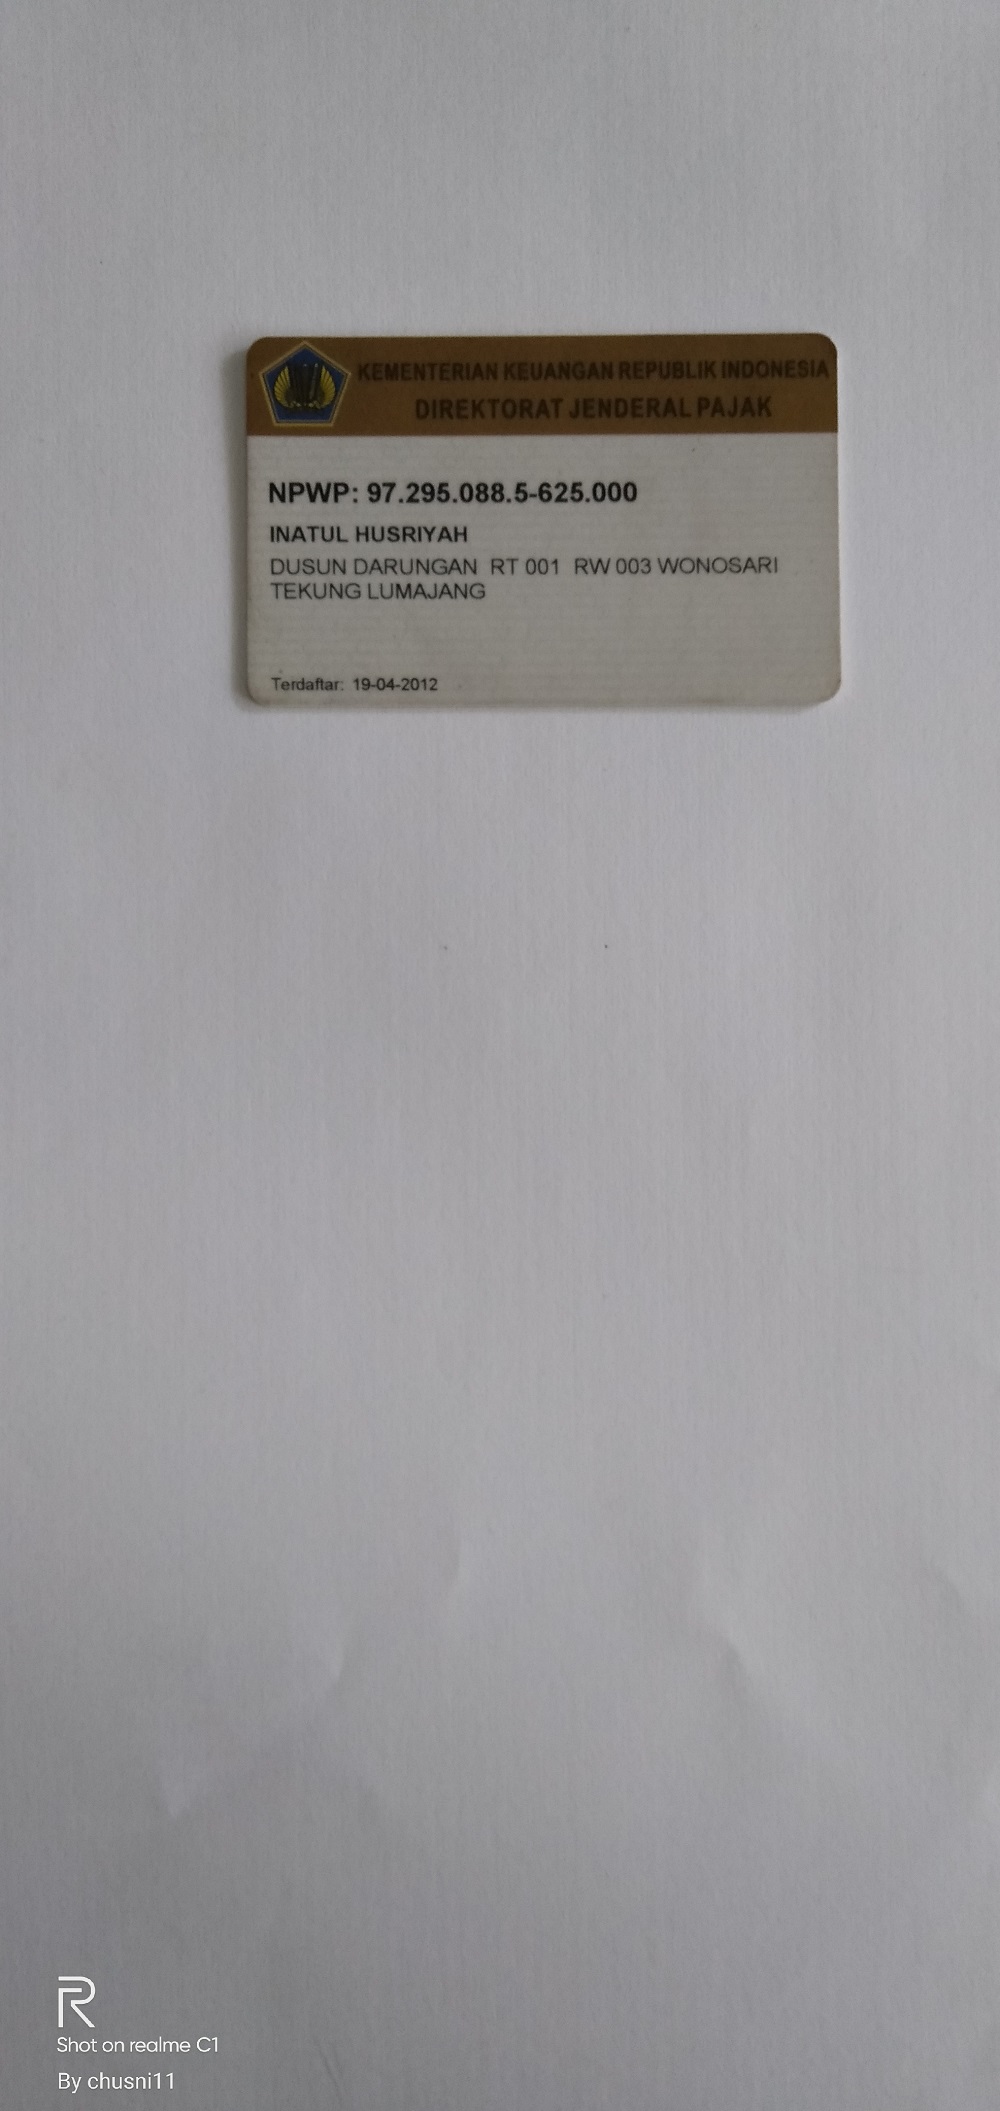 KEMENTERIAN KEUANGAN REPUBLIK INDONESIA
DIREKTORAT JENDERAL PAJAK
NPWP: 97.295.088.5-625.000
INATUL HUSRIYAH
DUSUN DARUNGAN RT 001 RW 003 WONOSARI
TEKUNG LUMAJANG
Terdaftar: 19-04-2012
R
Shot on realme C1
By chusni11